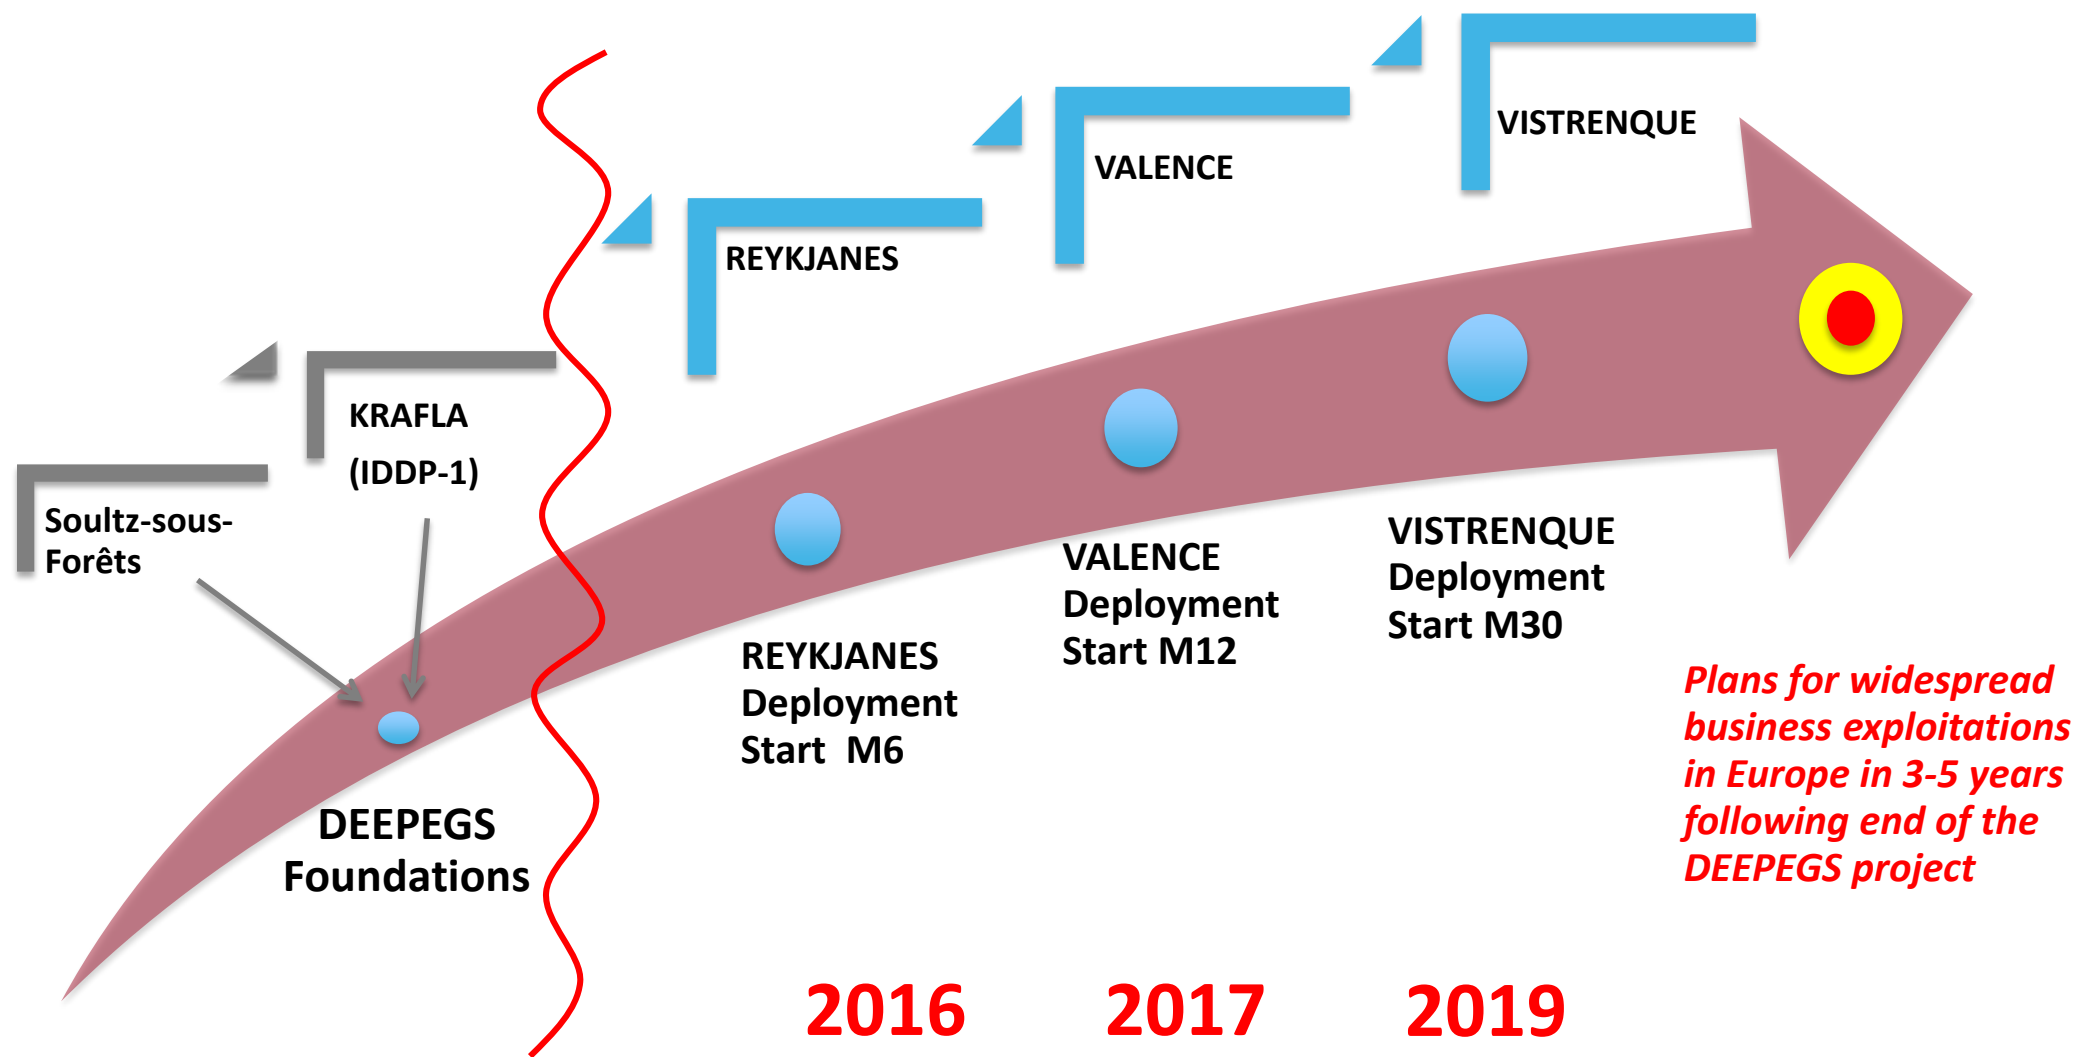 VISTRENQUE
VALENCE
REYKJANES
KRAFLA
(IDDP-1)
Soultz-sous-
Forêts
DEEPEGS
Foundations
REYKJANES
Deployment
Start  M6
VALENCE
Deployment
Start M12
VISTRENQUE
Deployment
Start M30
Plans for widespread
business exploitations
in Europe in 3-5 years
following end of the
DEEPEGS project
2016
2017
2019